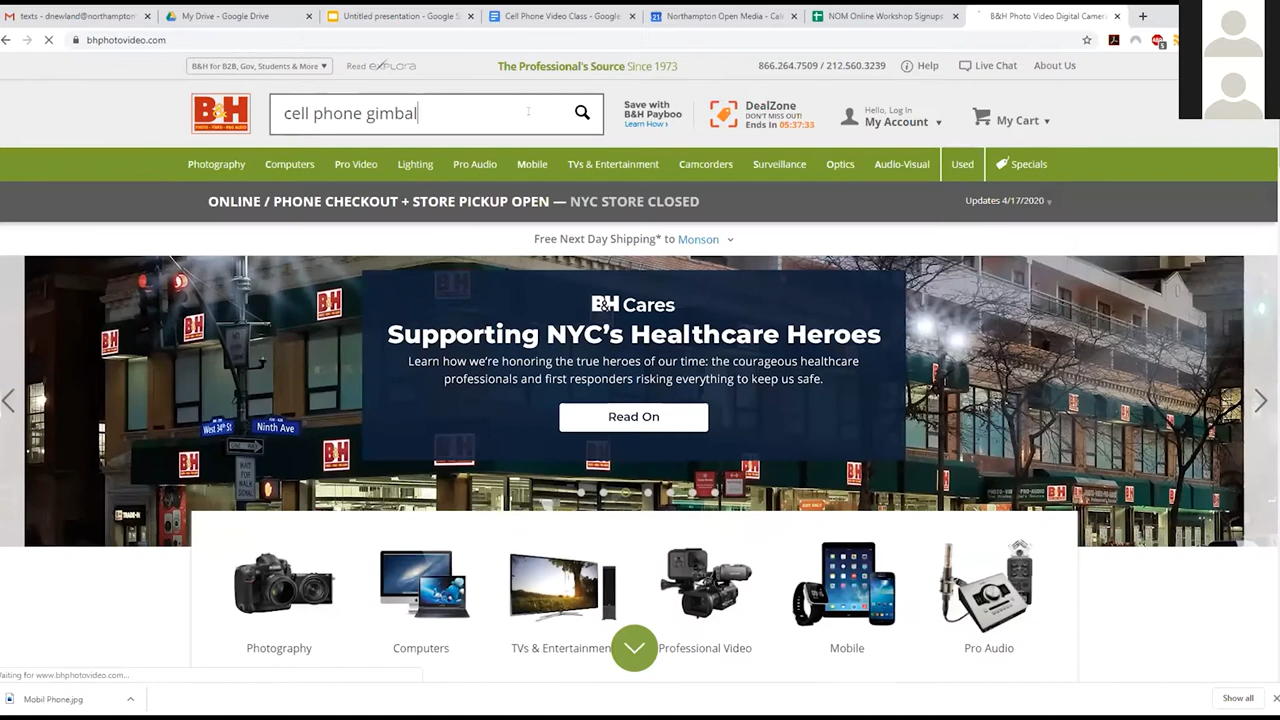 texts - dnewland@northampton
My Drive - Google Drive
Untitled presentation - Google S
Cell Phone Video Class - Google
Northampton Open Media - Cal
NOM Online Workshop Signups
B&H Photo Video Digital Camera
bhphotovideo.com
B&H for B2B, Gov, Students & More
Read eXPLORA
The Professional's Source Since 1973
866.264.7509 / 212.560.3239
Help
Live Chat
About Us
B&H
PHOTO - VIDEO - PRO AUDIO
cell phone gimbal
Save with
B&H Payboo
Learn How ›
DealZone
DON'T MISS OUT!
Ends In 05:37:33
Hello, Log In
My Account
My Cart
Photography
Computers
Pro Video
Lighting
Pro Audio
Mobile
TVs & Entertainment
Camcorders
Surveillance
Optics
Audio-Visual
Used
Specials
ONLINE / PHONE CHECKOUT + STORE PICKUP OPEN — NYC STORE CLOSED
Updates 4/17/2020
Free Next Day Shipping* to Monson
B&H Cares
Supporting NYC's Healthcare Heroes
Learn how we're honoring the true heroes of our time: the courageous healthcare
professionals and first responders risking everything to keep us safe.
Read On
B&H
B&H
B&H
B&H
West 34th St
Ninth Ave
B&H
B&H
B&H
B&H
Photography
Computers
TVs & Entertainmen
Professional Video
Mobile
Pro Audio
Waiting for www.bhphotovideo.com...
Mobil Phone.jpg
Show all